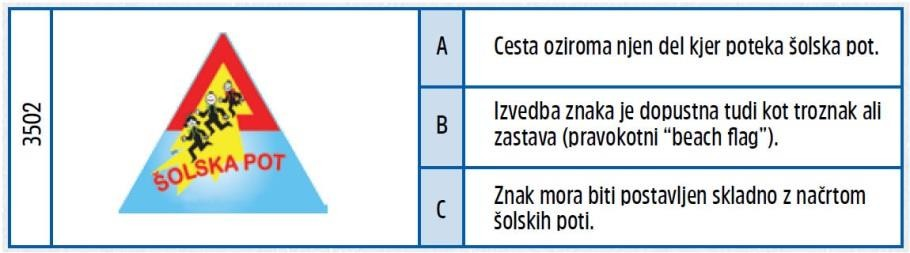 3502
ŠOLSKA POT
A
Cesta oziroma njen del kjer poteka šolska pot.
B
Izvedba znaka je dopustna tudi kot troznak ali
zastava (pravokotni “beach flag”).
C
Znak mora biti postavljen skladno z načrtom
šolskih poti.